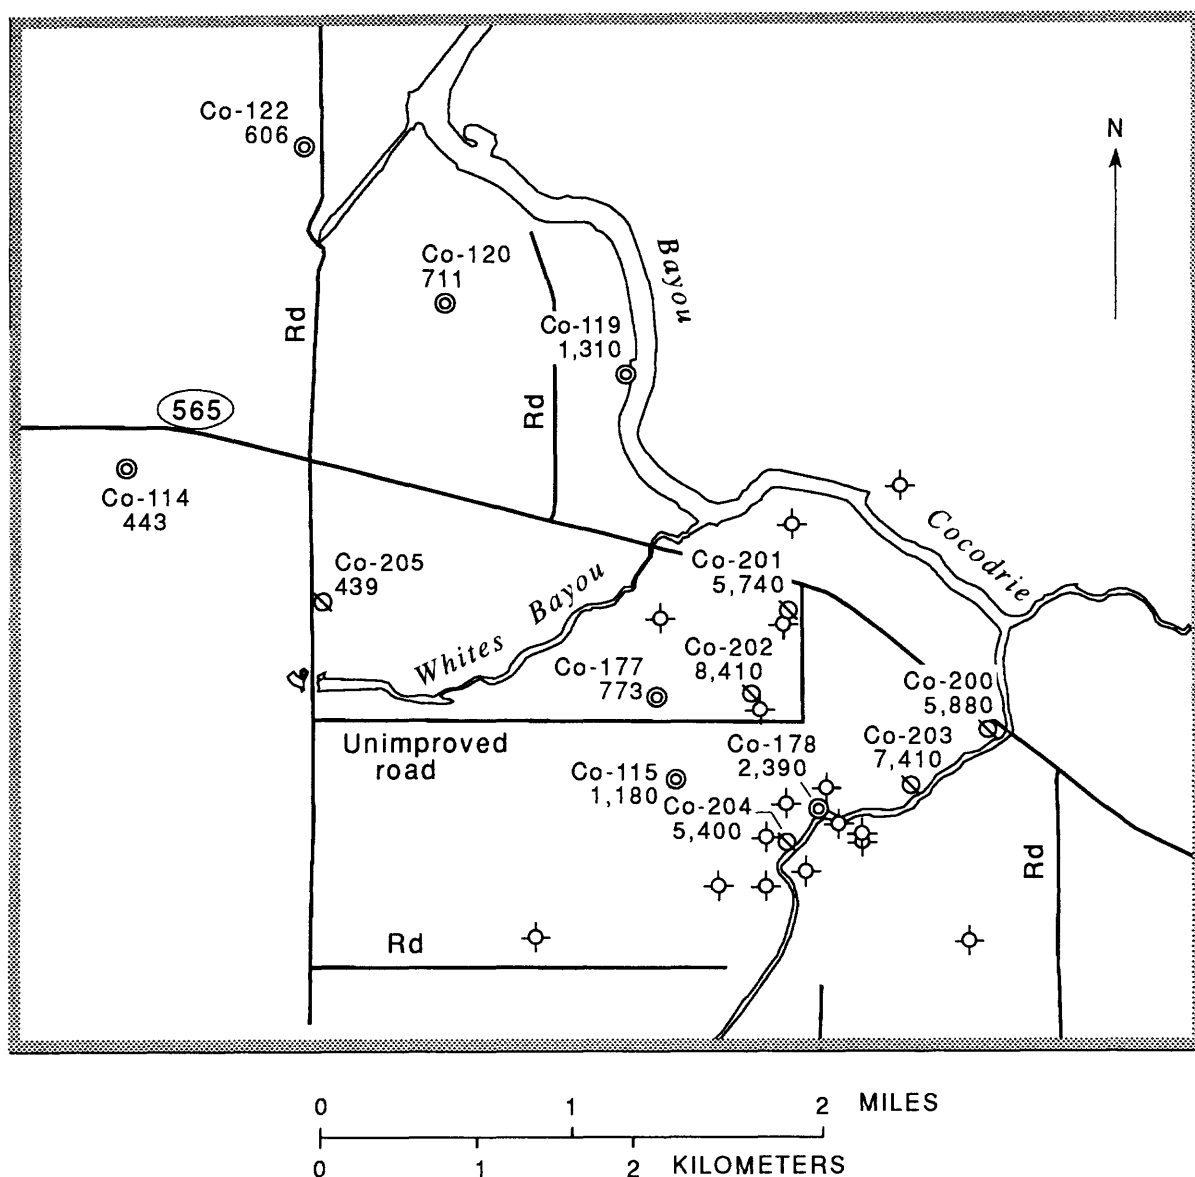 Co-122
606
N
Co-120
711
Bayou
Rd
Co-119
1,310
565
Rd
Co-114
443
Cocodrie
Co-205
439
Co-201
5,740
Whites Bayou
Co-202
8,410
Co-177
773
Co-200
5,880
Unimproved
road
Co-178
2,390
Co-203
7,410
Co-115
1,180
Co-204
5,400
Rd
Rd
0 1 2 MILES
0 1 2 KILOMETERS